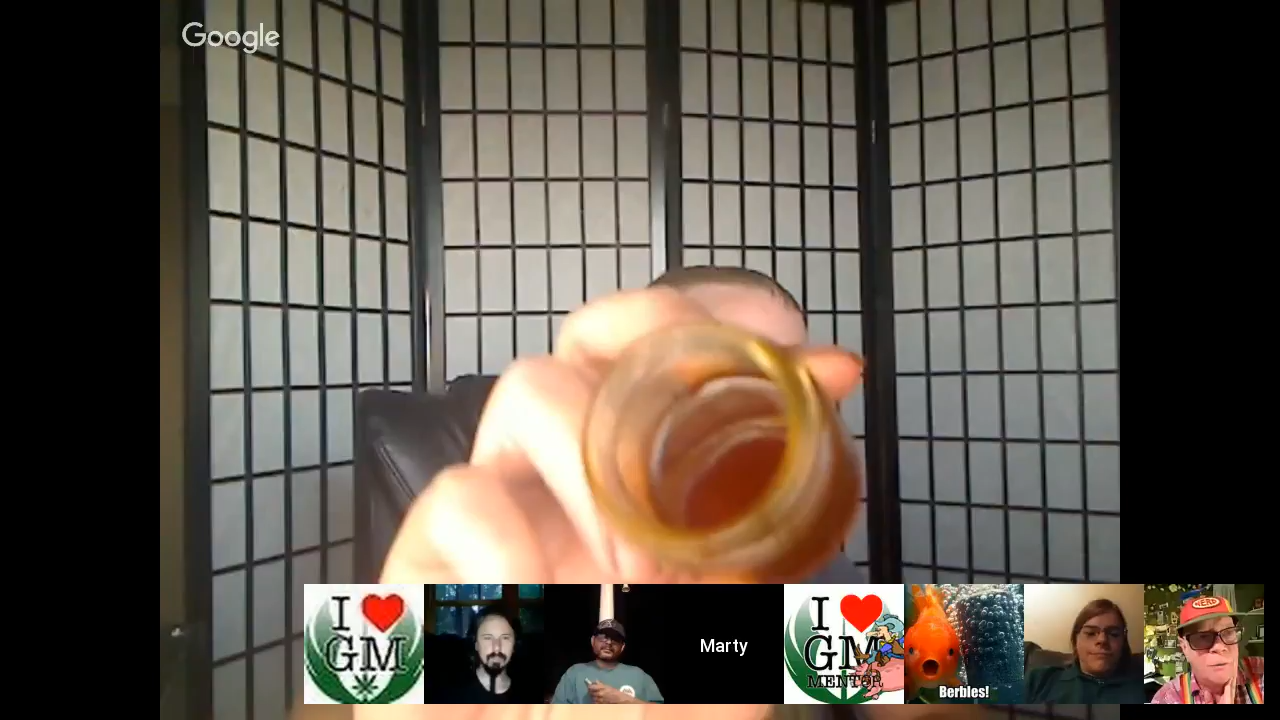 Google
I ❤ GM
Marty
I ❤ GM
MENTOR
Berbles!
NERD